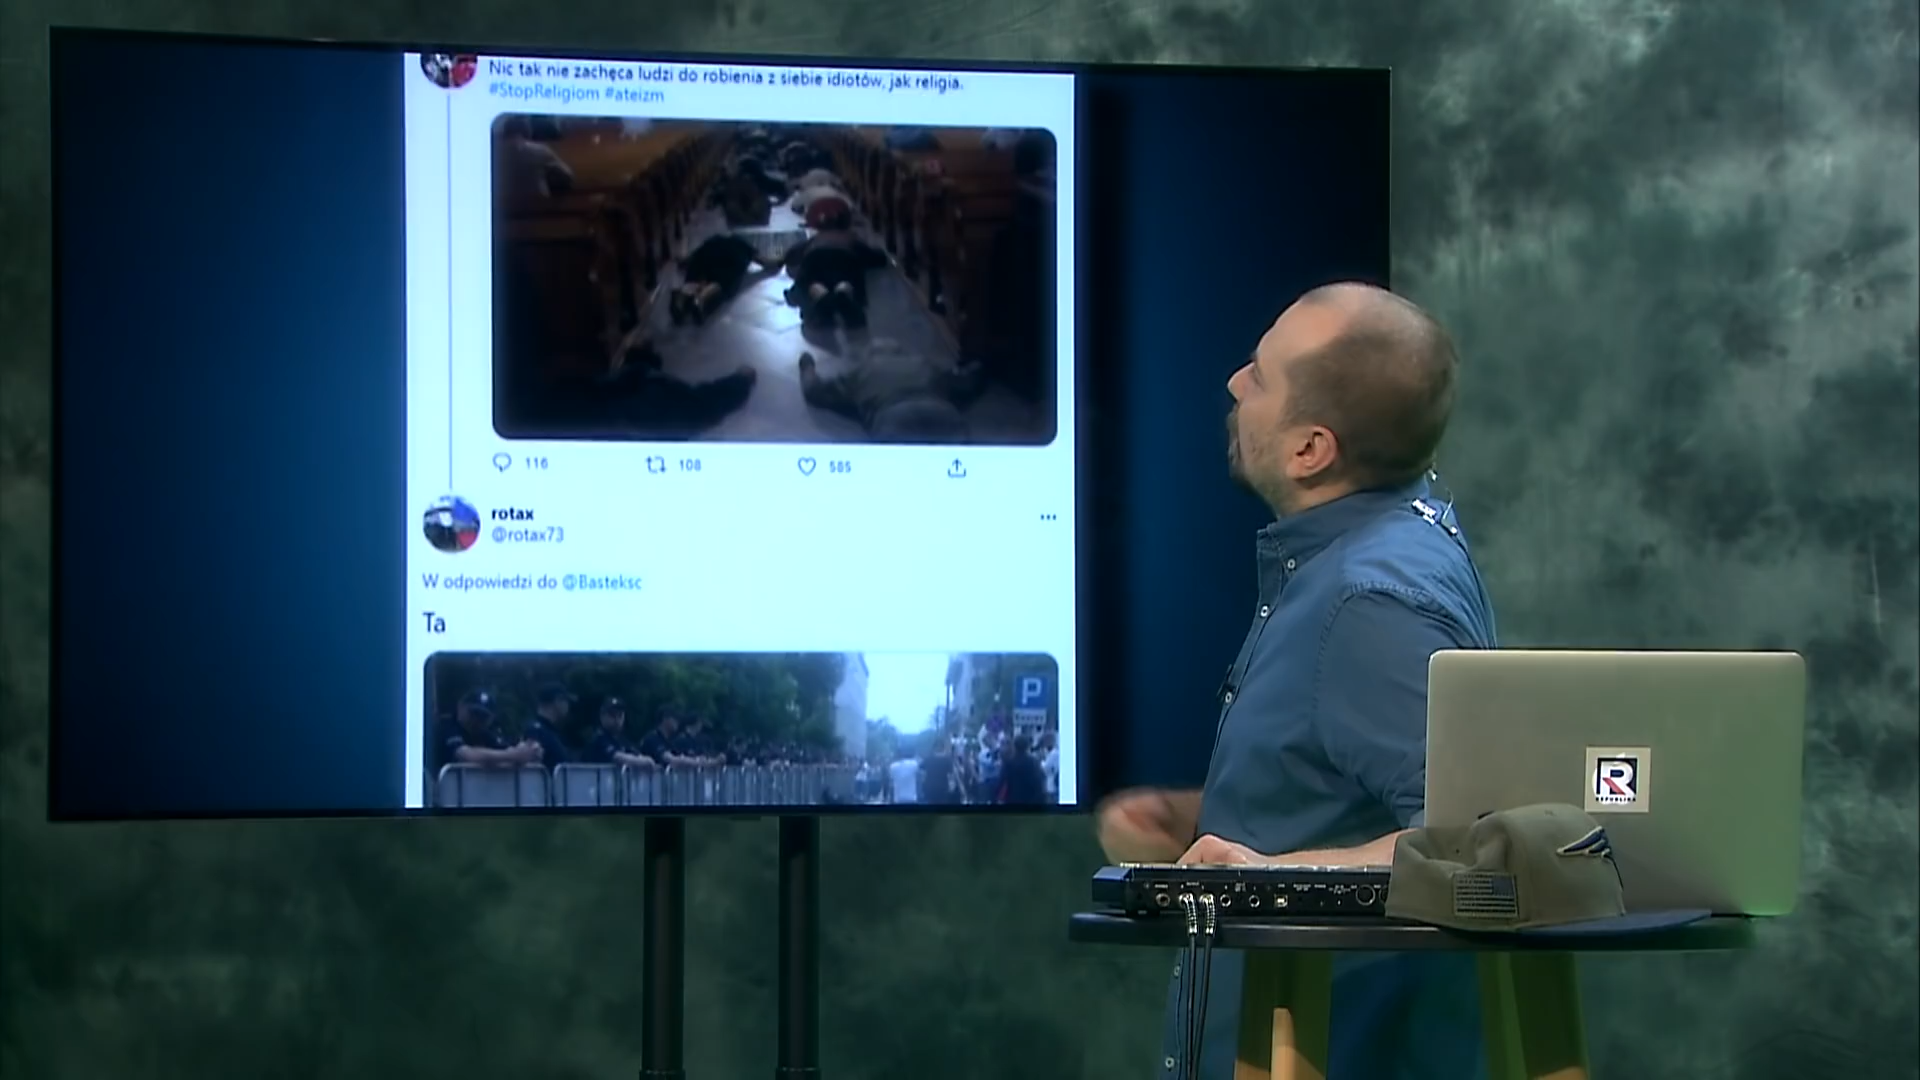 Nic tak nie zachęca ludzi do robienia z siebie idiotów, jak religia.
#StopReligiom #ateizm
116
108
585
rotax
@rotax73
W odpowiedzi do @Basteksc
Ta
P
R
REPUBLIKA